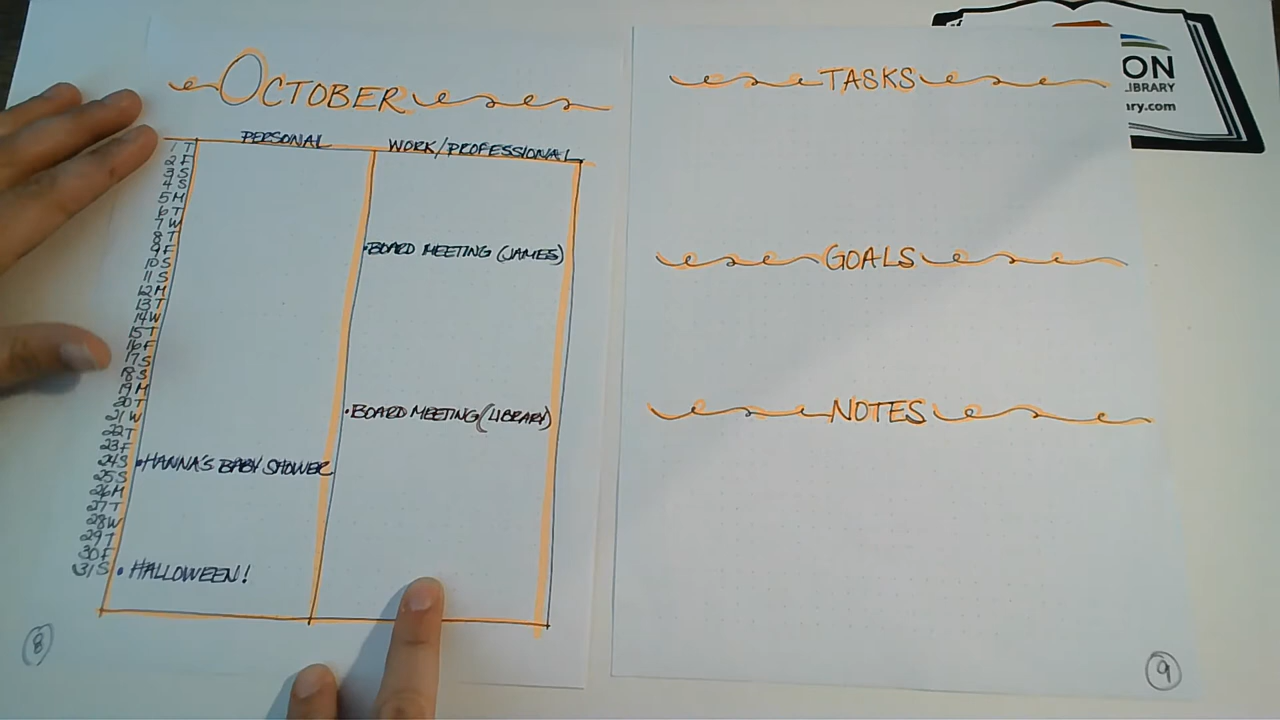 OCTOBER
PERSONAL
WORK/PROFESSIONAL
1 T
2 F
3 S
4 S
5 M
6 T
7 W
8 T
9 F
10 S
11 S
12 M
13 T
14 W
15 T
16 F
17 S
18 S
19 M
20 T
21 W
22 T
23 F
24 S
25 S
26 M
27 T
28 W
29 T
30 F
31 S
•BOARD MEETING (JAMES)
•BOARD MEETING (LIBRARY)
•HANNA'S BABY SHOWER
•HALLOWEEN!
8
TASKS
GOALS
NOTES
9
ON
LIBRARY
ry.com